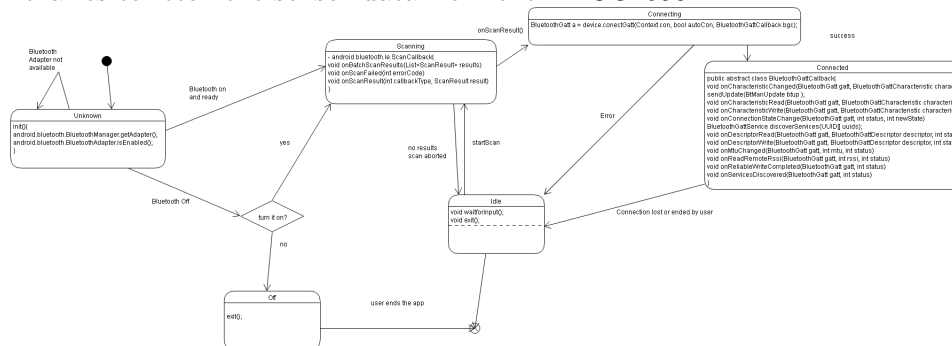 Bluetooth
Adapter not
available
Unknown
init(){
android.bluetooth.BluetoothManager.getAdapter();
android.bluetooth.BluetoothAdapter.isEnabled();
}
Bluetooth on
and ready
Bluetooth Off
turn it on?
yes
no
Off
exit();
user ends the app
Scanning
- android.bluetooth.le.ScanCallback{
void onBatchScanResults(List<ScanResult> results)
void onScanFailed(int errorCode)
void onScanResult(int callbackType, ScanResult result)
}
onScanResult()
no results
scan aborted
startScan
Idle
void waitforinput();
void exit();
Connecting
BluetoothGatt a = device.conectGatt(Context con, bool autoCon, BluetoothGattCallback bgc);
Error
success
Connection lost or ended by user
Connected
public abstract class BluetoothGattCallback{
void onCharacteristicChanged(BluetoothGatt gatt, BluetoothGattCharacteristic
sendUpdate(BtManUpdate btup );
void onCharacteristicRead(BluetoothGatt gatt, BluetoothGattCharacteristic
void onCharacteristicWrite(BluetoothGatt gatt, BluetoothGattCharacteristic
void onConnectionStateChange(BluetoothGatt gatt, int status, int newState)
BluetoothGattService discoverServices(UUID[] uuids);
void onDescriptorRead(BluetoothGatt gatt, BluetoothGattDescriptor descriptor, int
void onDescriptorWrite(BluetoothGatt gatt, BluetoothGattDescriptor descriptor, int
void onMtuChanged(BluetoothGatt gatt, int mtu, int status)
void onReadRemoteRssi(BluetoothGatt gatt, int rssi, int status)
void onReliableWriteCompleted(BluetoothGatt gatt, int status)
void onServicesDiscovered(BluetoothGatt gatt, int status)
}